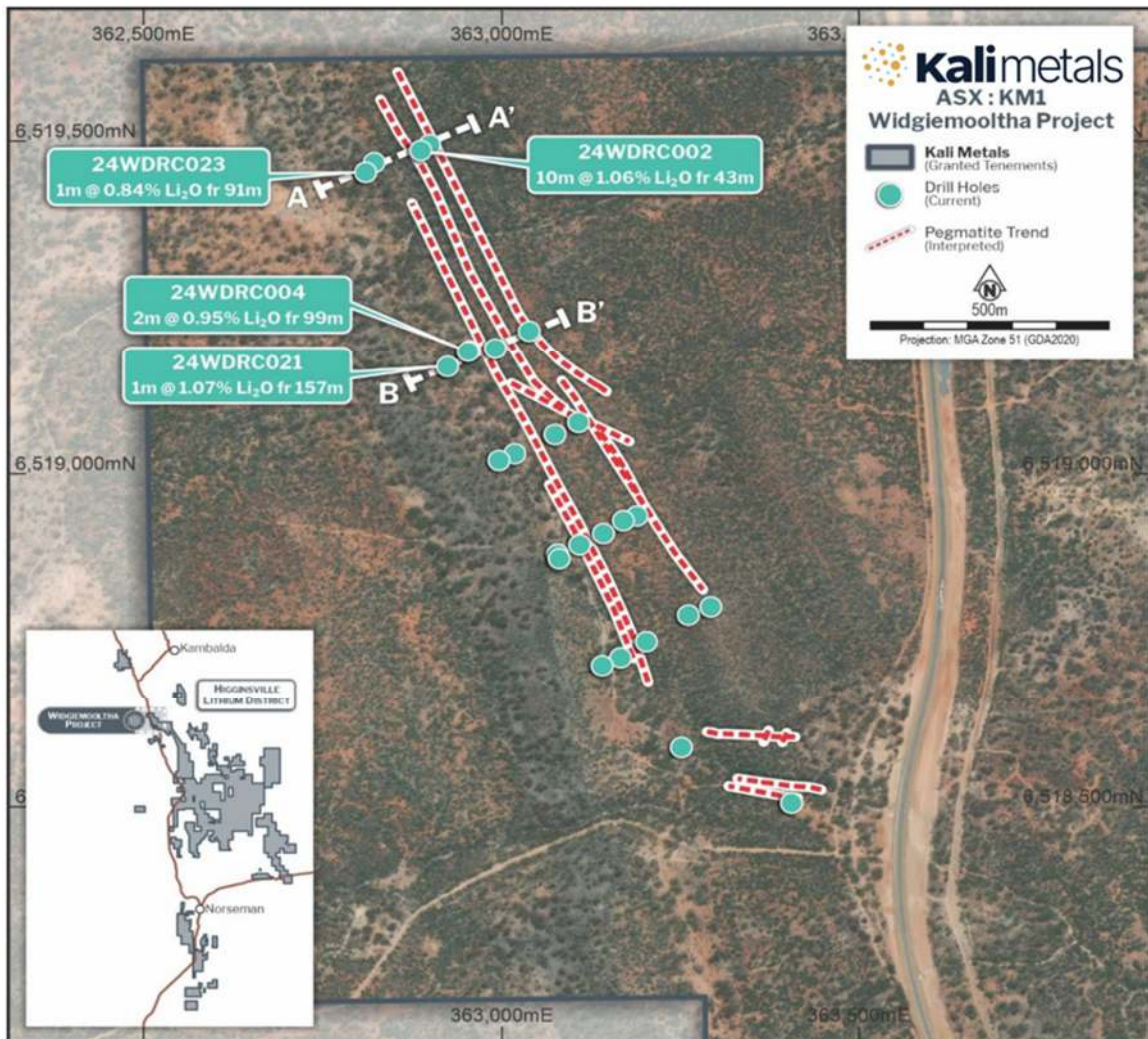 362,500mE
363,000mE
Kalimetals
ASX : KM1
Widgiemooltha Project
Kali Metals
(Granted Tenements)
Drill Holes
(Current)
Pegmatite Trend
(Interpreted)
N
500m
Projection: MGA Zone 51 (GDA2020)
6,519,500mN
A'
24WDRC023
1m @ 0.84% Li₂O fr 91m
24WDRC002
10m @ 1.06% Li₂O fr 43m
A
24WDRC004
2m @ 0.95% Li₂O fr 99m
B'
24WDRC021
1m @ 1.07% Li₂O fr 157m
B
6,519,000mN
6,519,000mN
Kambalda
Higginsville
Lithium District
Widgiemooltha
Project
6,518,500mN
Norseman
363,000mE
363,500mE